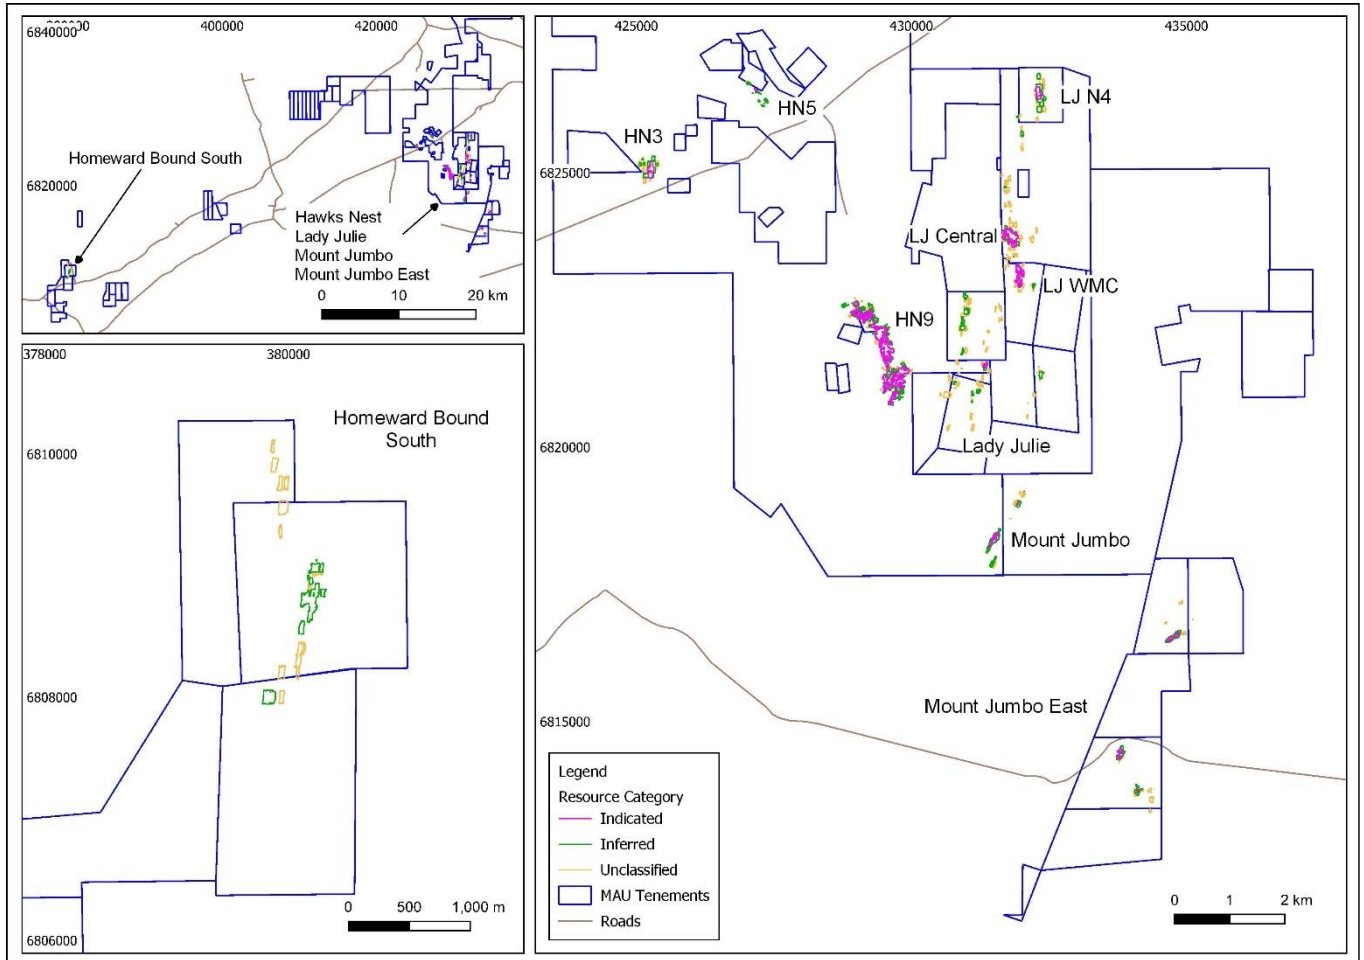 400000
420000
6840000
6820000
Homeward Bound South
Hawks Nest
Lady Julie
Mount Jumbo
Mount Jumbo East
0 10 20 km
378000
380000
6810000
6808000
6806000
Homeward Bound
South
0 500 1,000 m
425000
430000
435000
6825000
6820000
6815000
HN5
HN3
LJ N4
LJ Central
LJ WMC
HN9
Lady Julie
Mount Jumbo
Mount Jumbo East
Legend
Resource Category
Indicated
Inferred
Unclassified
MAU Tenements
Roads
0 1 2 km